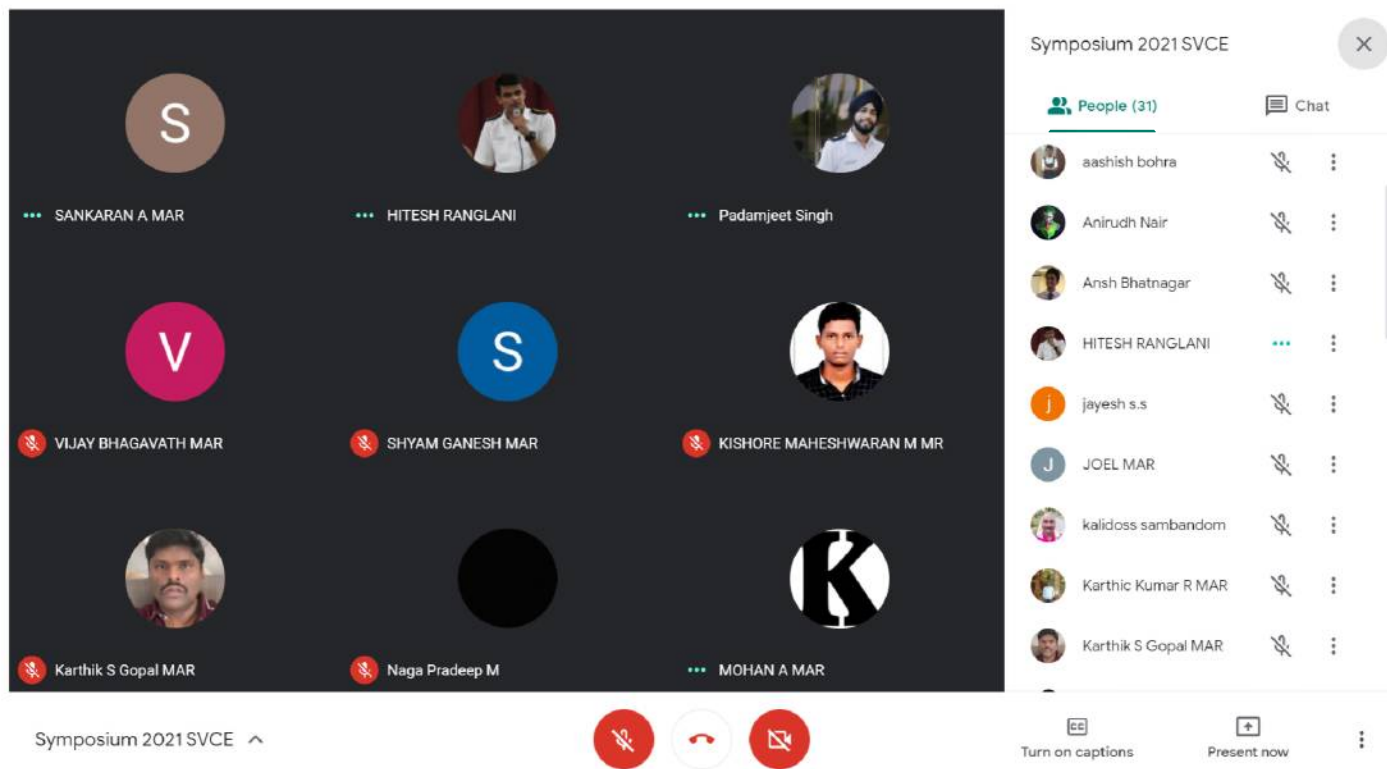 S
SANKARAN A MAR
HITESH RANGLANI
Padamjeet Singh
V
VIJAY BHAGAVATH MAR
S
SHYAM GANESH MAR
KISHORE MAHESHWARAN M MR
Karthik S Gopal MAR
Naga Pradeep M
K
MOHAN A MAR
Symposium 2021 SVCE
People (31)
Chat
aashish bohra
Anirudh Nair
Ansh Bhatnagar
HITESH RANGLANI
j
jayesh s.s
J
JOEL MAR
kalidoss sambandom
Karthic Kumar R MAR
Karthik S Gopal MAR
Symposium 2021 SVCE
CC
Turn on captions
Present now